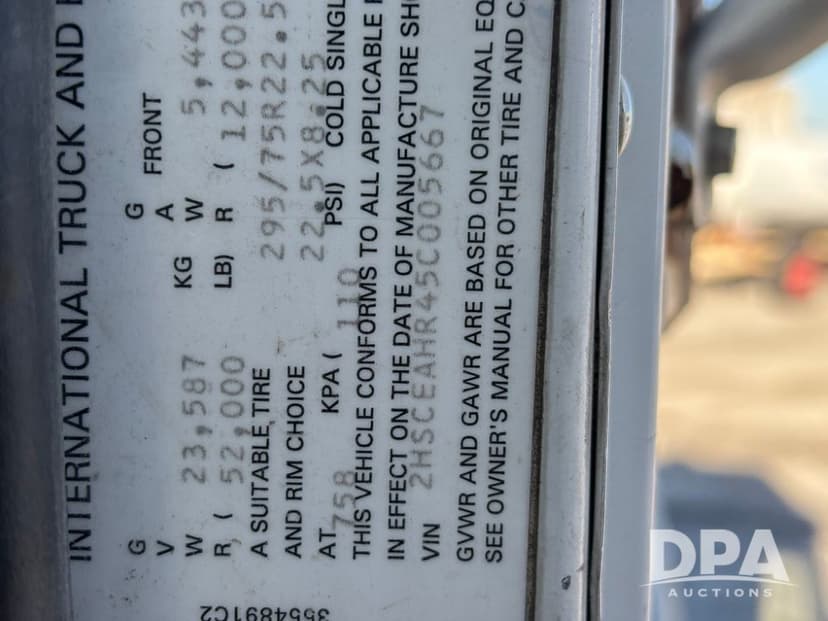 INTERNATIONAL TRUCK AND
G G
V A FRONT
W 23,587 KG W 5,443
R, ( 52,000 LB) R ( 12,000
A SUITABLE TIRE 295/75R22.5
AND RIM CHOICE 22.5X8.25
AT 758 KPA ( 110 PSI) COLD SINGL
THIS VEHICLE CONFORMS TO ALL APPLICABLE
IN EFFECT ON THE DATE OF MANUFACTURE SHO
VIN 2HSCEAHR45C005667
GVWR AND GAWR ARE BASED ON ORIGINAL EQ
SEE OWNER'S MANUAL FOR OTHER TIRE AND
3554891C2
DPA
AUCTIONS